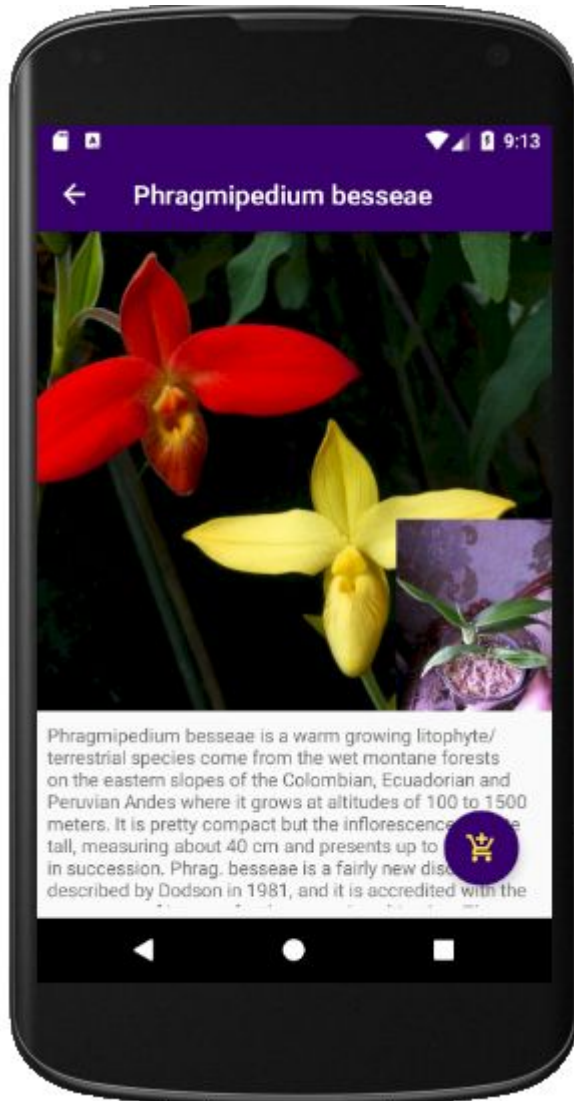 9:13
Phragmipedium besseae
Phragmipedium besseae is a warm growing litophyte/
terrestrial species come from the wet montane forests
on the eastern slopes of the Colombian, Ecuadorian and
Peruvian Andes where it grows at altitudes of 100 to 1500
meters. It is pretty compact but the inflorescence
tall, measuring about 40 cm and presents up to
in succession. Phrag. besseae is a fairly new
described by Dodson in 1981, and it is accredited with the